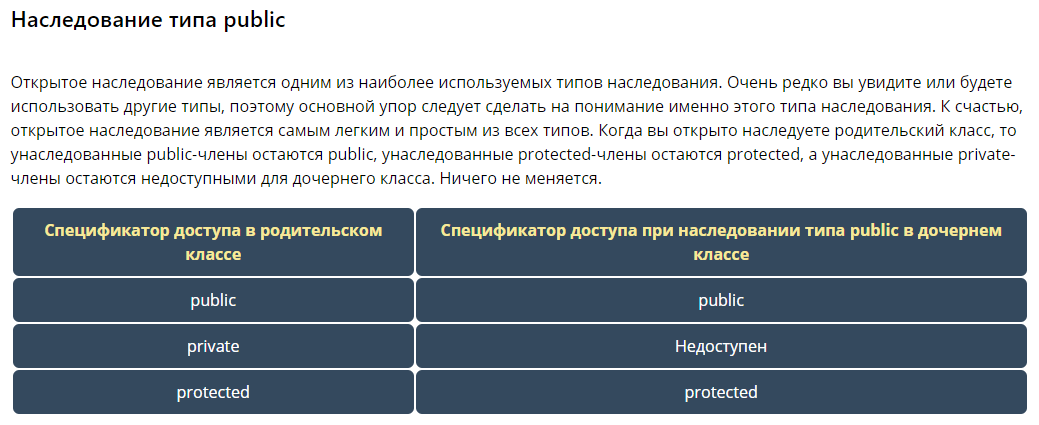 Наследование типа public
Открытое наследование является одним из наиболее используемых типов наследования. Очень редко вы увидите или будете
использовать другие типы, поэтому основной упор следует сделать на понимание именно этого типа наследования. К счастью,
открытое наследование является самым легким и простым из всех типов. Когда вы открыто наследуете родительский класс, то
унаследованные public-члены остаются public, унаследованные protected-члены остаются protected, а унаследованные private-
члены остаются недоступными для дочернего класса. Ничего не меняется.
Спецификатор доступа в родительском
классе
Спецификатор доступа при наследовании типа public в дочернем
классе
public
public
private
Недоступен
protected
protected